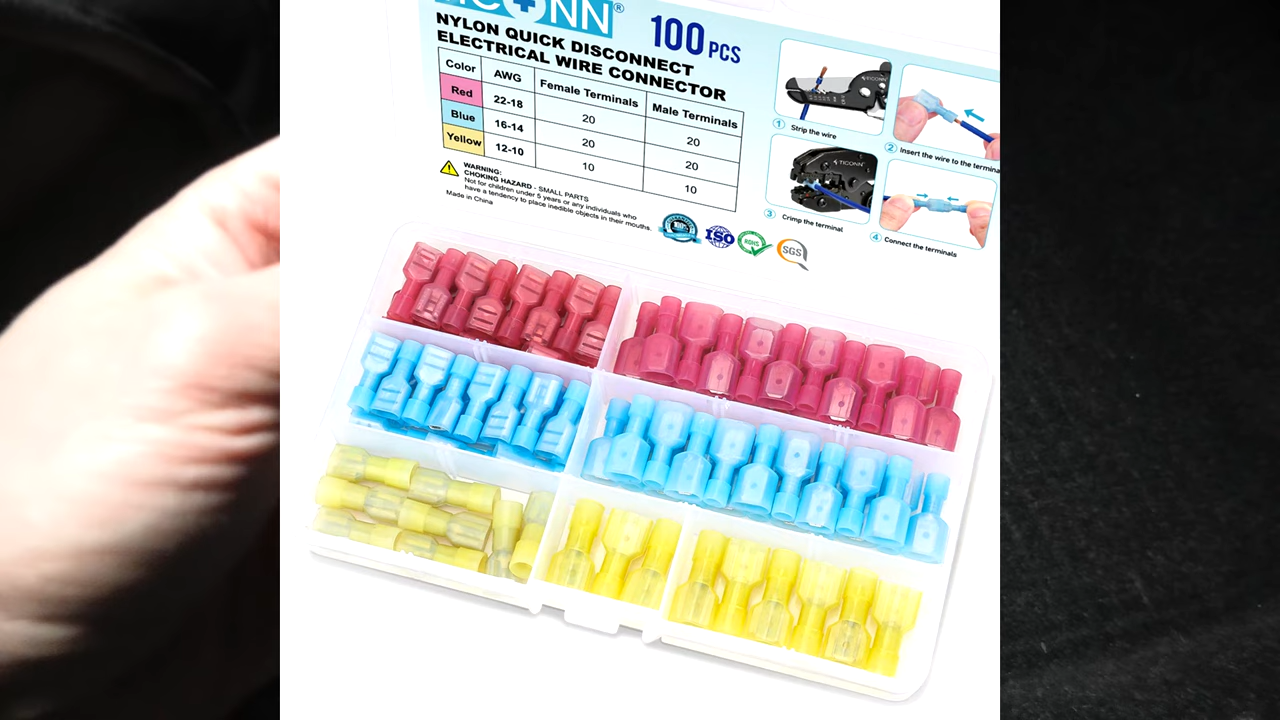 TICONN®
100 PCS
NYLON QUICK DISCONNECT
ELECTRICAL WIRE CONNECTOR
Color AWG Female Terminals Male Terminals
Red 22-18 20 20
Blue 16-14 20 20
Yellow 12-10 10 10
WARNING:
CHOKING HAZARD - SMALL PARTS
Not for children under 5 years or any individuals who
have a tendency to place inedible objects in their mouths.
Made in China
TICONN
1 Strip the wire
2 Insert the wire to the termina
TICONN
3 Crimp the terminal
4 Connect the terminals
100%
ISO
ROHS
SGS